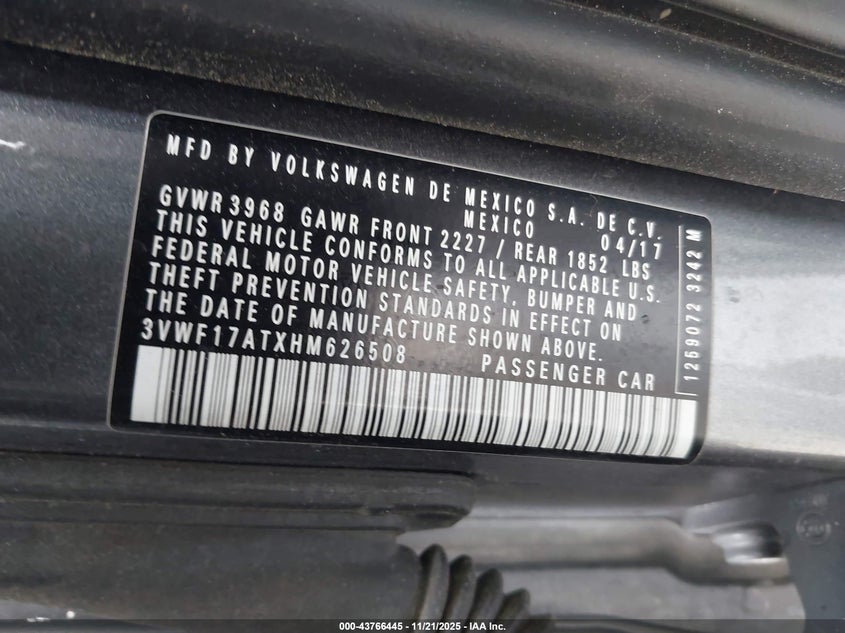 MFD BY VOLKSWAGEN DE MEXICO S.A. DE C.V.
MEXICO 04/17
GVWR 3968 GAWR FRONT 2227 / REAR 1852 LBS
THIS VEHICLE CONFORMS TO ALL APPLICABLE U.S.
FEDERAL MOTOR VEHICLE SAFETY, BUMPER AND
THEFT PREVENTION STANDARDS IN EFFECT ON
THE DATE OF MANUFACTURE SHOWN ABOVE.
3VWF17ATXHM626508 PASSENGER CAR
1259072 3242 M
000-43766445 - 11/21/2025 - IAA Inc.